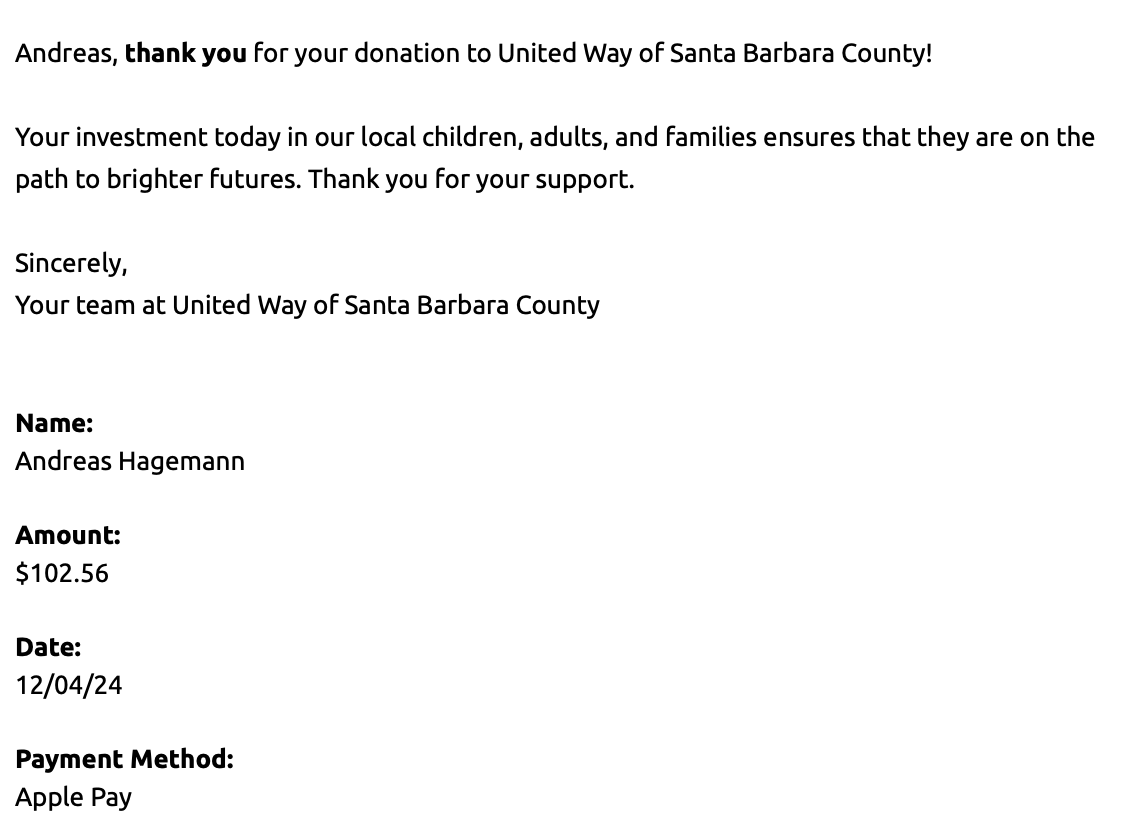 Andreas, thank you for your donation to United Way of Santa Barbara County!
Your investment today in our local children, adults, and families ensures that they are on the
path to brighter futures. Thank you for your support.
Sincerely,
Your team at United Way of Santa Barbara County
Name:
Andreas Hagemann
Amount:
$102.56
Date:
12/04/24
Payment Method:
Apple Pay